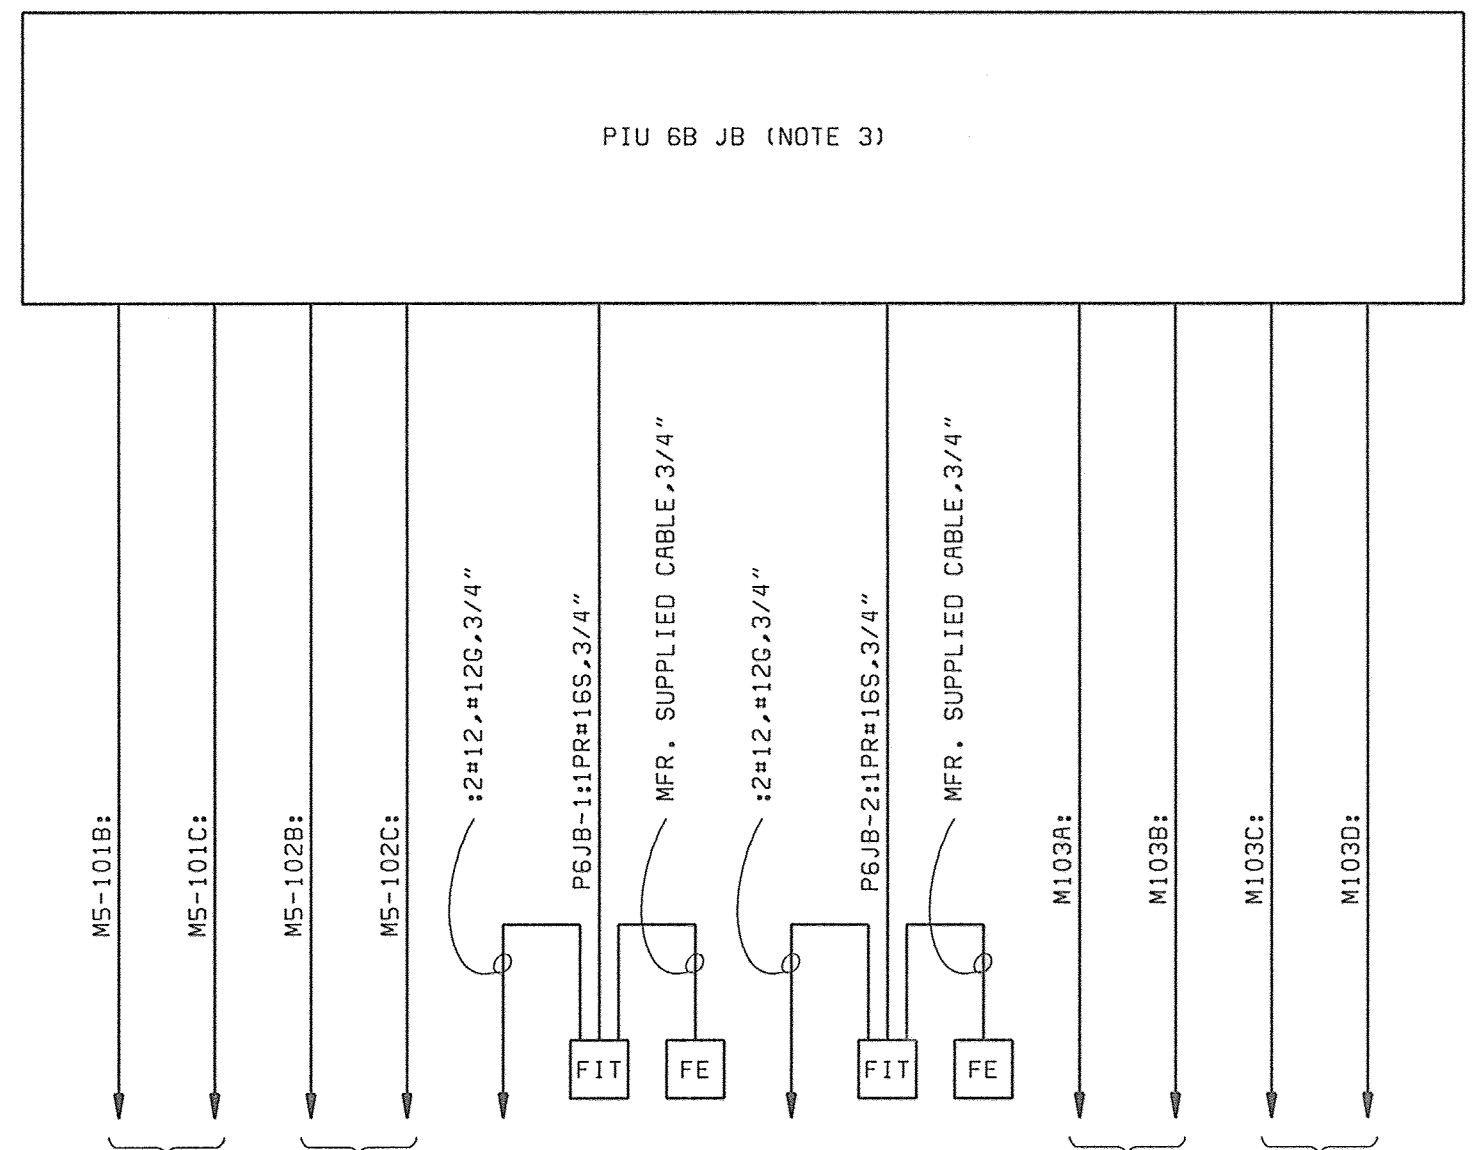 PIU 6B JB (NOTE 3)
M5-101B:
M5-101C:
M5-102B:
M5-102C:
:2#12,#12G,3/4"
P6JB-1:1PR#16S,3/4"
MFR. SUPPLIED CABLE,3/4"
:2#12,#12G,3/4"
P6JB-2:1PR#16S,3/4"
MFR. SUPPLIED CABLE,3/4"
M103A:
M103B:
M103C:
M103D:
FIT
FE
FIT
FE